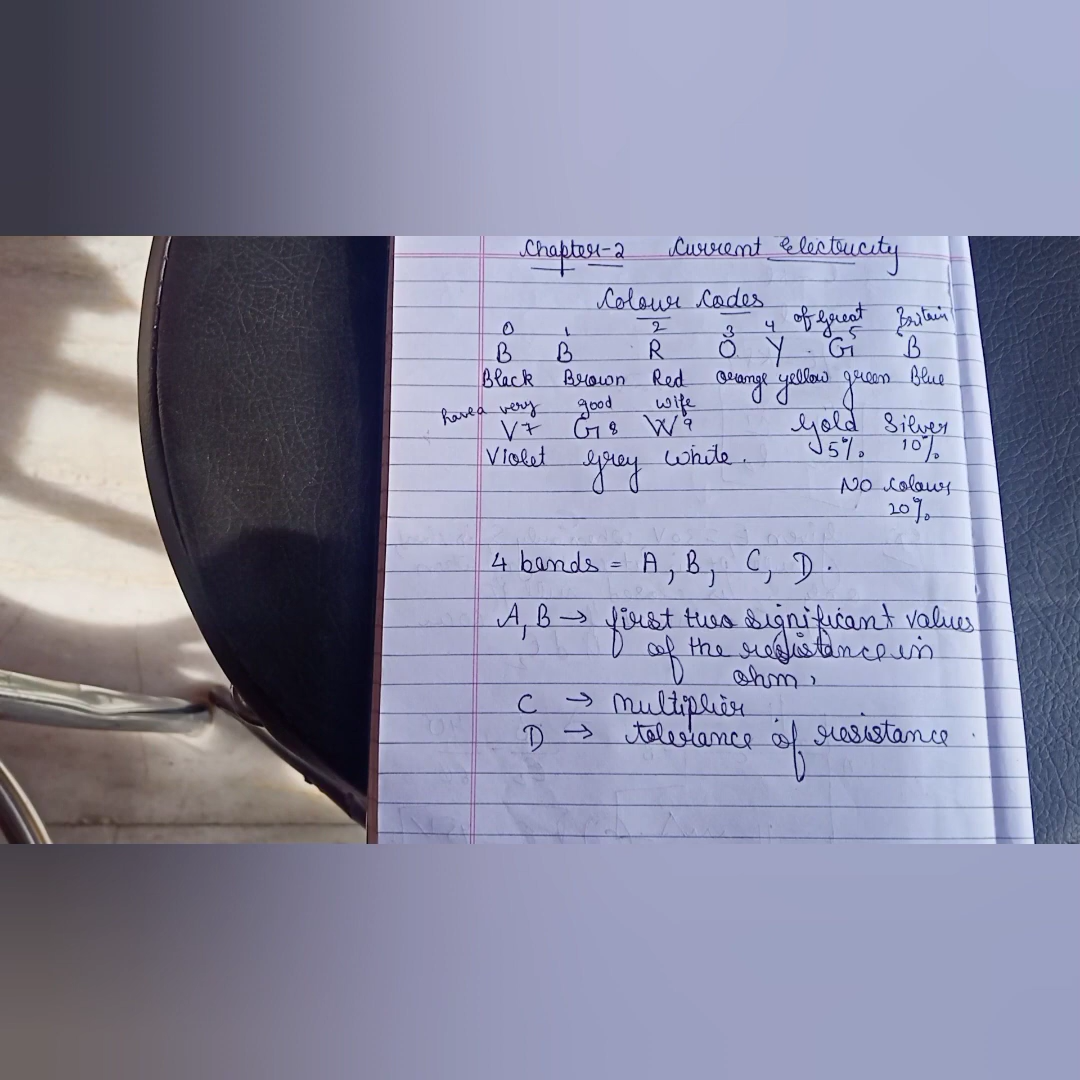 Chapter-2 Current Electricity
Colour Codes
of Great Britain
0 1 2 3 4 5 6
B B R O Y G B
Black Brown Red Orange yellow green Blue
have a very good wife
V7 G8 W9 Gold Silver
5% 10%
Violet Grey White.
No Colour
20%
4 bands = A, B, C, D.
A, B → first two significant values
of the resistance in
ohm,
C → Multiplier
D → tolerance of resistance.